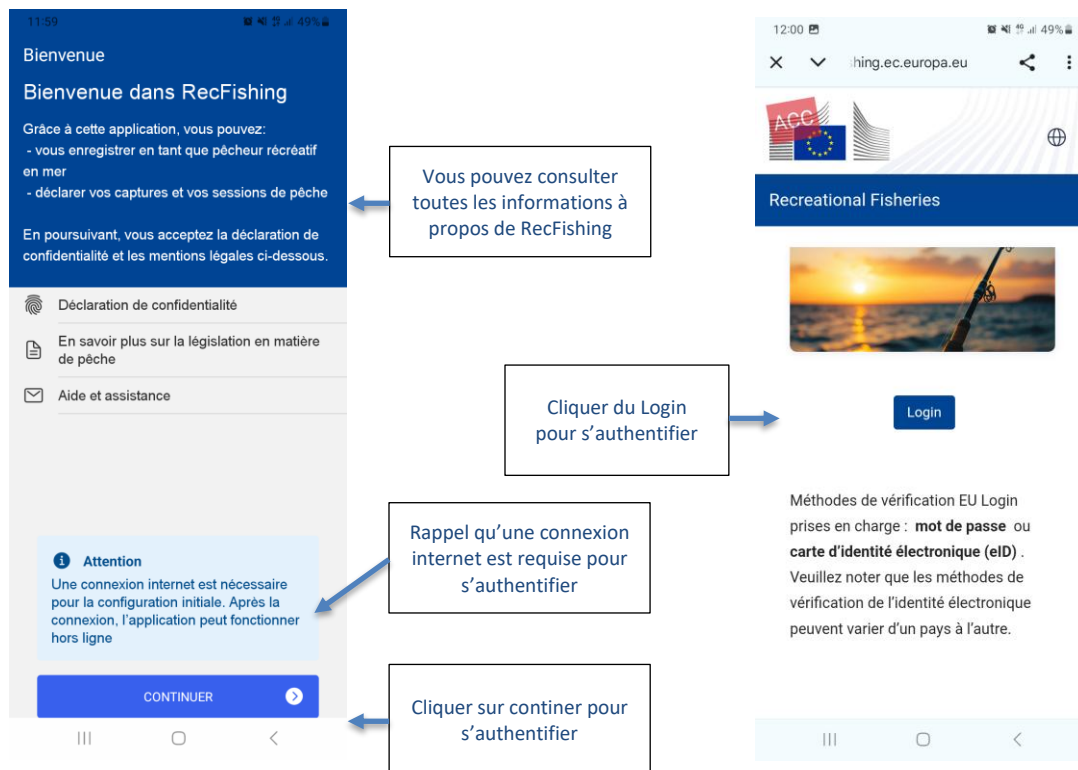 11:59
49%
Bienvenue
Bienvenue dans RecFishing
Grâce à cette application, vous pouvez:
- vous enregistrer en tant que pêcheur récréatif
en mer
- déclarer vos captures et vos sessions de pêche
En poursuivant, vous acceptez la déclaration de
confidentialité et les mentions légales ci-dessous.
Déclaration de confidentialité
En savoir plus sur la législation en matière
de pêche
Aide et assistance
Attention
Une connexion internet est nécessaire
pour la configuration initiale. Après la
connexion, l'application peut fonctionner
hors ligne
CONTINUER
Vous pouvez consulter
toutes les informations à
propos de RecFishing
Cliquer du Login
pour s’authentifier
Rappel qu’une connexion
internet est requise pour
s’authentifier
Cliquer sur continer pour
s’authentifier
12:00
49%
hing.ec.europa.eu
ACC
Recreational Fisheries
Login
Méthodes de vérification EU Login
prises en charge : mot de passe ou
carte d’identité électronique (eID) .
Veuillez noter que les méthodes de
vérification de l’identité électronique
peuvent varier d’un pays à l’autre.